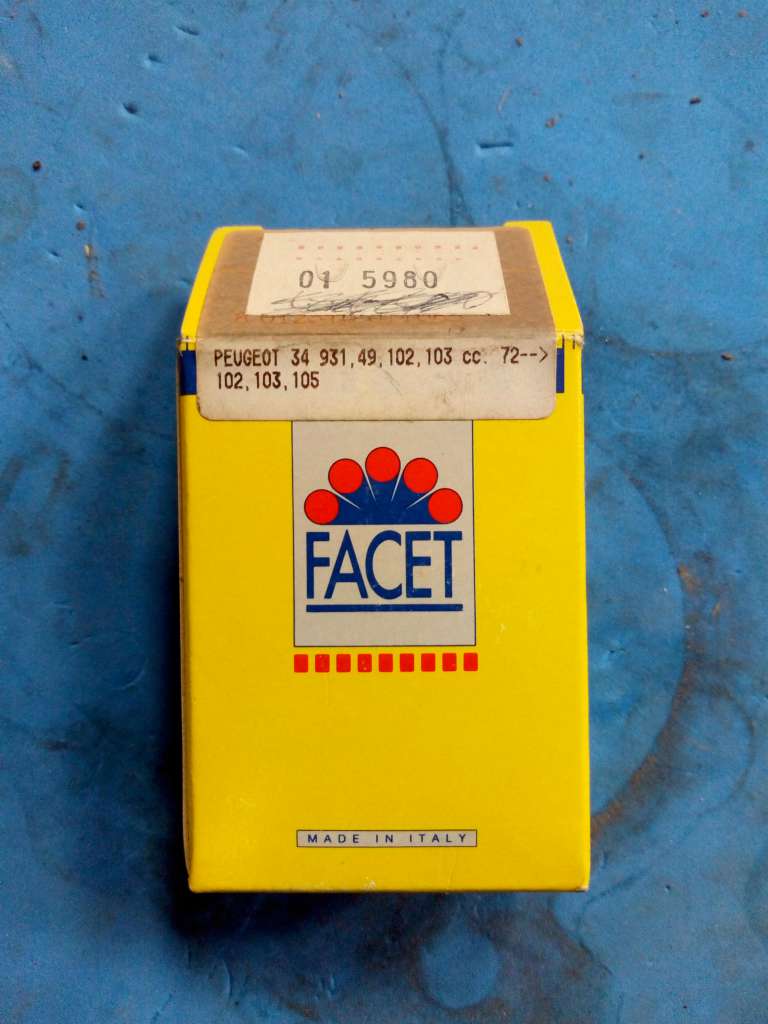 01 5980
PEUGEOT 34 931,49,102,103 cc. 72-->
102,103,105
FACET
MADE IN ITALY